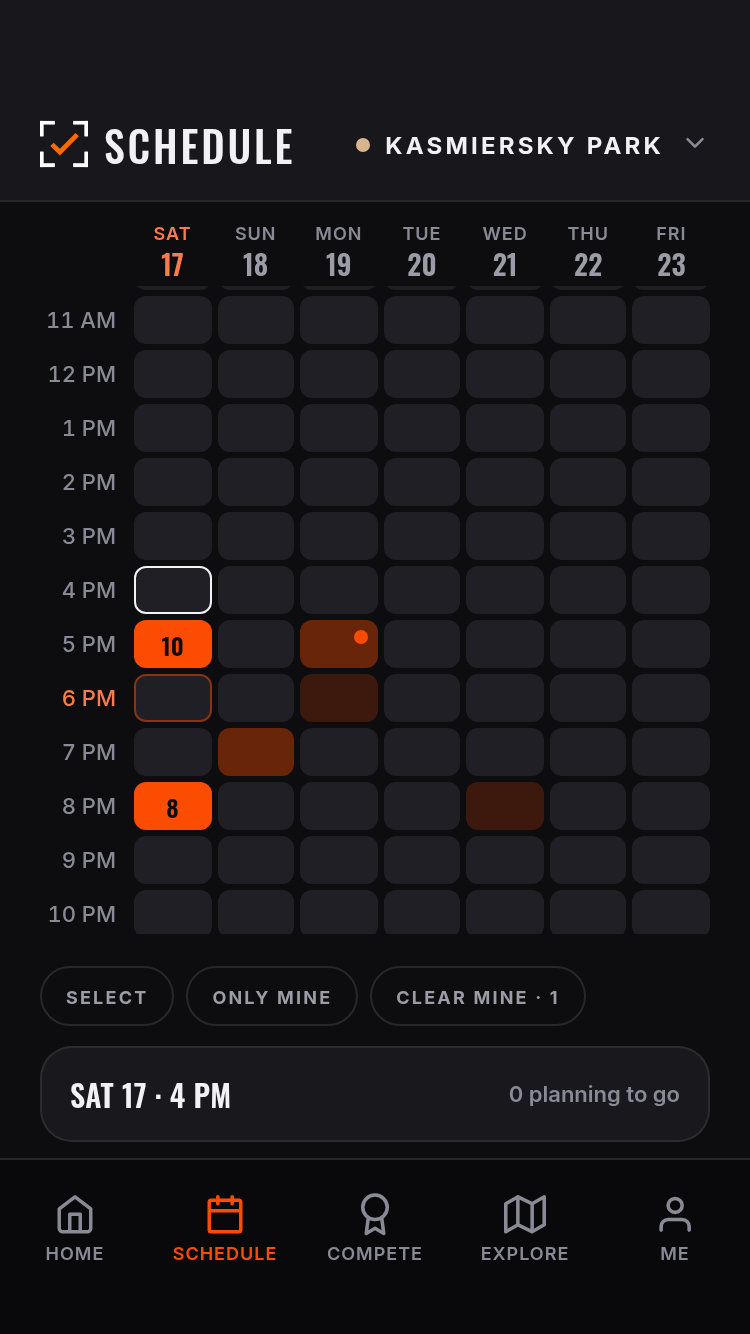 SCHEDULE
KASMIERSKY PARK
SAT SUN MON TUE WED THU FRI
17 18 19 20 21 22 23
11 AM
12 PM
1 PM
2 PM
3 PM
4 PM
5 PM 10
6 PM
7 PM
8 PM 8
9 PM
10 PM
SELECT ONLY MINE CLEAR MINE · 1
SAT 17 · 4 PM 0 planning to go
HOME SCHEDULE COMPETE EXPLORE ME